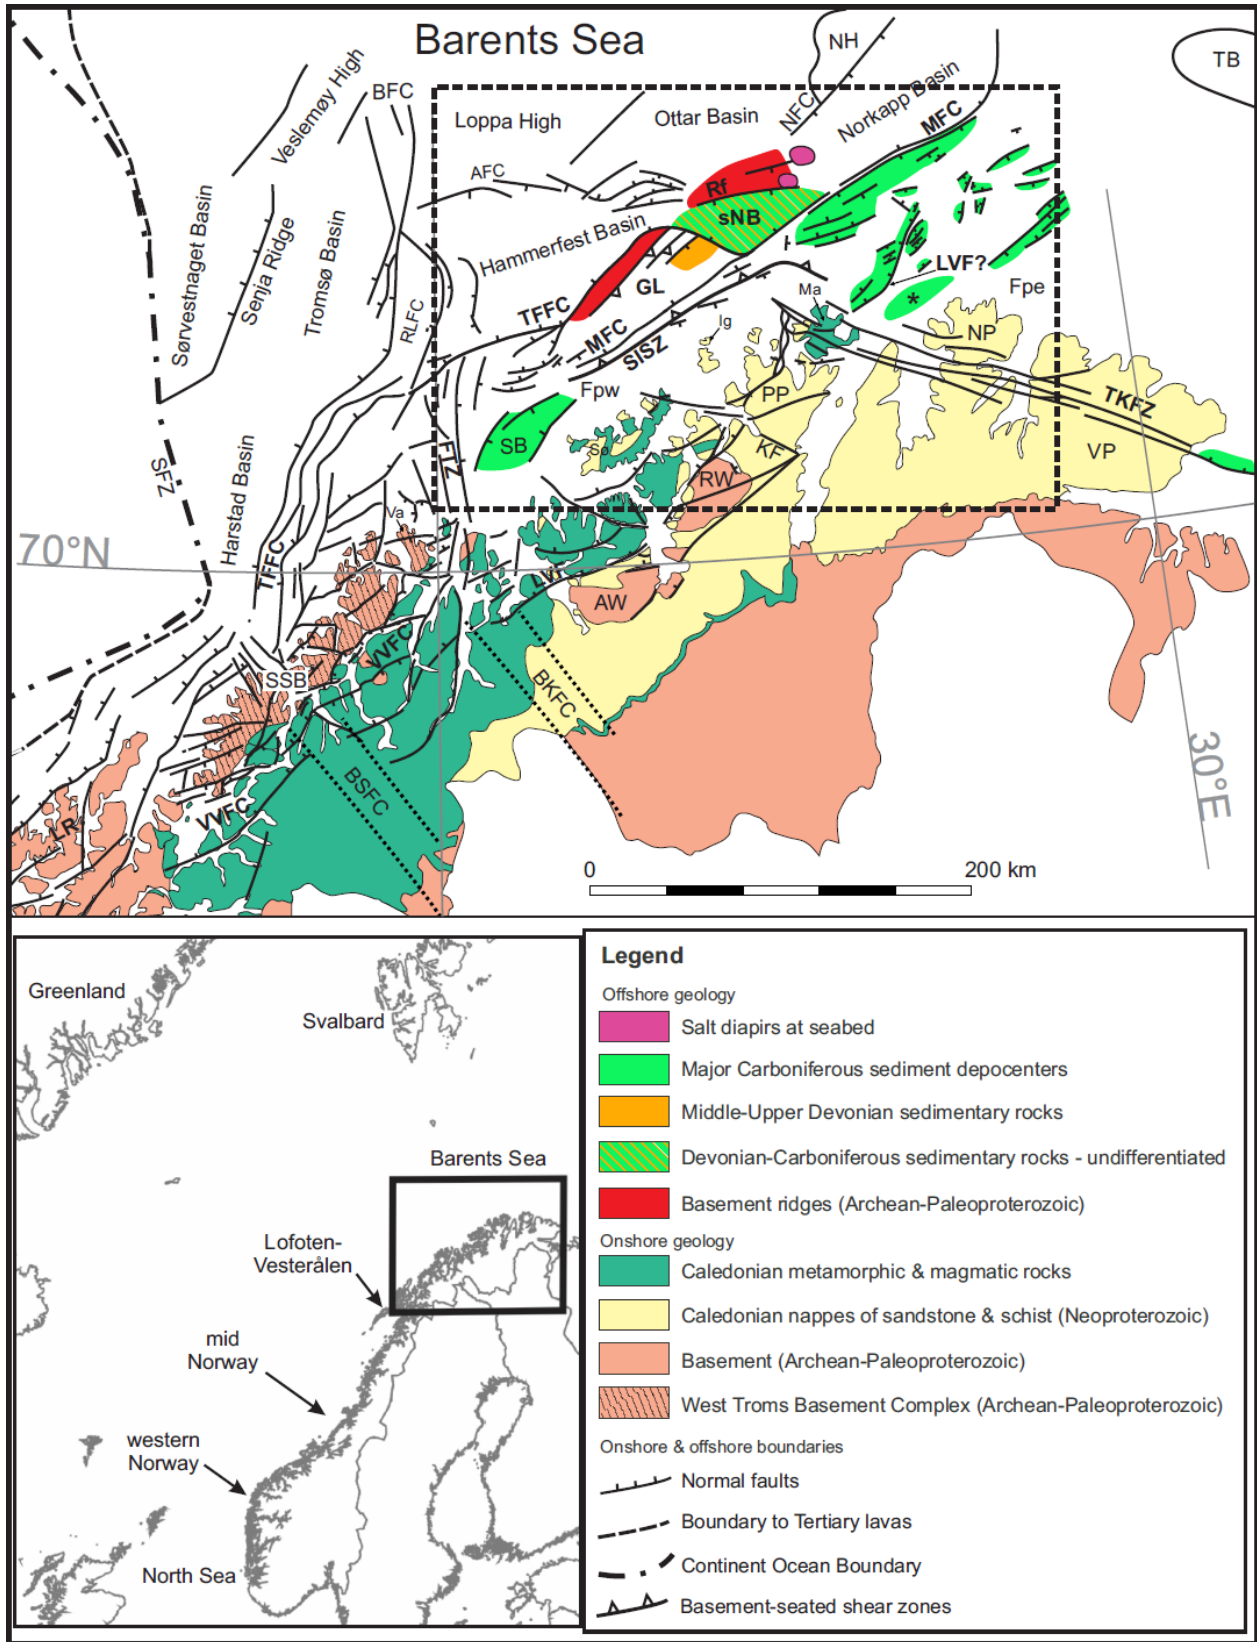 Barents Sea
NH
TB
BFC
Veslemøy High
Loppa High
Ottar Basin
NFC
Norkapp Basin
MFC
AFC
Rf
sNB
Sørvestnaget Basin
Senja Ridge
Tromsø Basin
Hammerfest Basin
GL
LVF?
Fpe
Ma
*
RLFC
TFFC
MFC
SISZ
Ig
NP
Fpw
PP
TKFZ
SB
Sø
KF
VP
FTZ
RW
SFZ
Harstad Basin
Va
70°N
TFFC
LVF
AW
VVFC
SSB
BKFC
30°E
BSFC
VVFC
LR
0
200 km
Greenland
Svalbard
Barents Sea
Lofoten-
Vesterålen
mid
Norway
western
Norway
North Sea
Legend
Offshore geology
Salt diapirs at seabed
Major Carboniferous sediment depocenters
Middle-Upper Devonian sedimentary rocks
Devonian-Carboniferous sedimentary rocks - undifferentiated
Basement ridges (Archean-Paleoproterozoic)
Onshore geology
Caledonian metamorphic & magmatic rocks
Caledonian nappes of sandstone & schist (Neoproterozoic)
Basement (Archean-Paleoproterozoic)
West Troms Basement Complex (Archean-Paleoproterozoic)
Onshore & offshore boundaries
Normal faults
Boundary to Tertiary lavas
Continent Ocean Boundary
Basement-seated shear zones